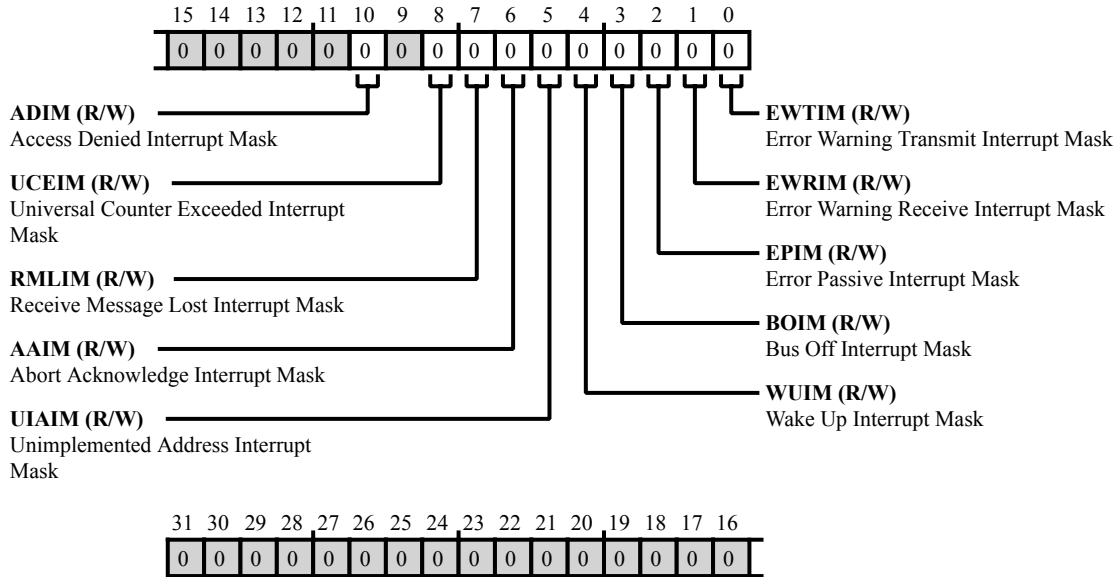 15 14 13 12 11 10 9 8 7 6 5 4 3 2 1 0
0 0 0 0 0 0 0 0 0 0 0 0 0 0 0 0
ADIM (R/W)
Access Denied Interrupt Mask
UCEIM (R/W)
Universal Counter Exceeded Interrupt
Mask
RMLIM (R/W)
Receive Message Lost Interrupt Mask
AAIM (R/W)
Abort Acknowledge Interrupt Mask
UIAIM (R/W)
Unimplemented Address Interrupt
Mask
EWTIM (R/W)
Error Warning Transmit Interrupt Mask
EWRIM (R/W)
Error Warning Receive Interrupt Mask
EPIM (R/W)
Error Passive Interrupt Mask
BOIM (R/W)
Bus Off Interrupt Mask
WUIM (R/W)
Wake Up Interrupt Mask
31 30 29 28 27 26 25 24 23 22 21 20 19 18 17 16
0 0 0 0 0 0 0 0 0 0 0 0 0 0 0 0